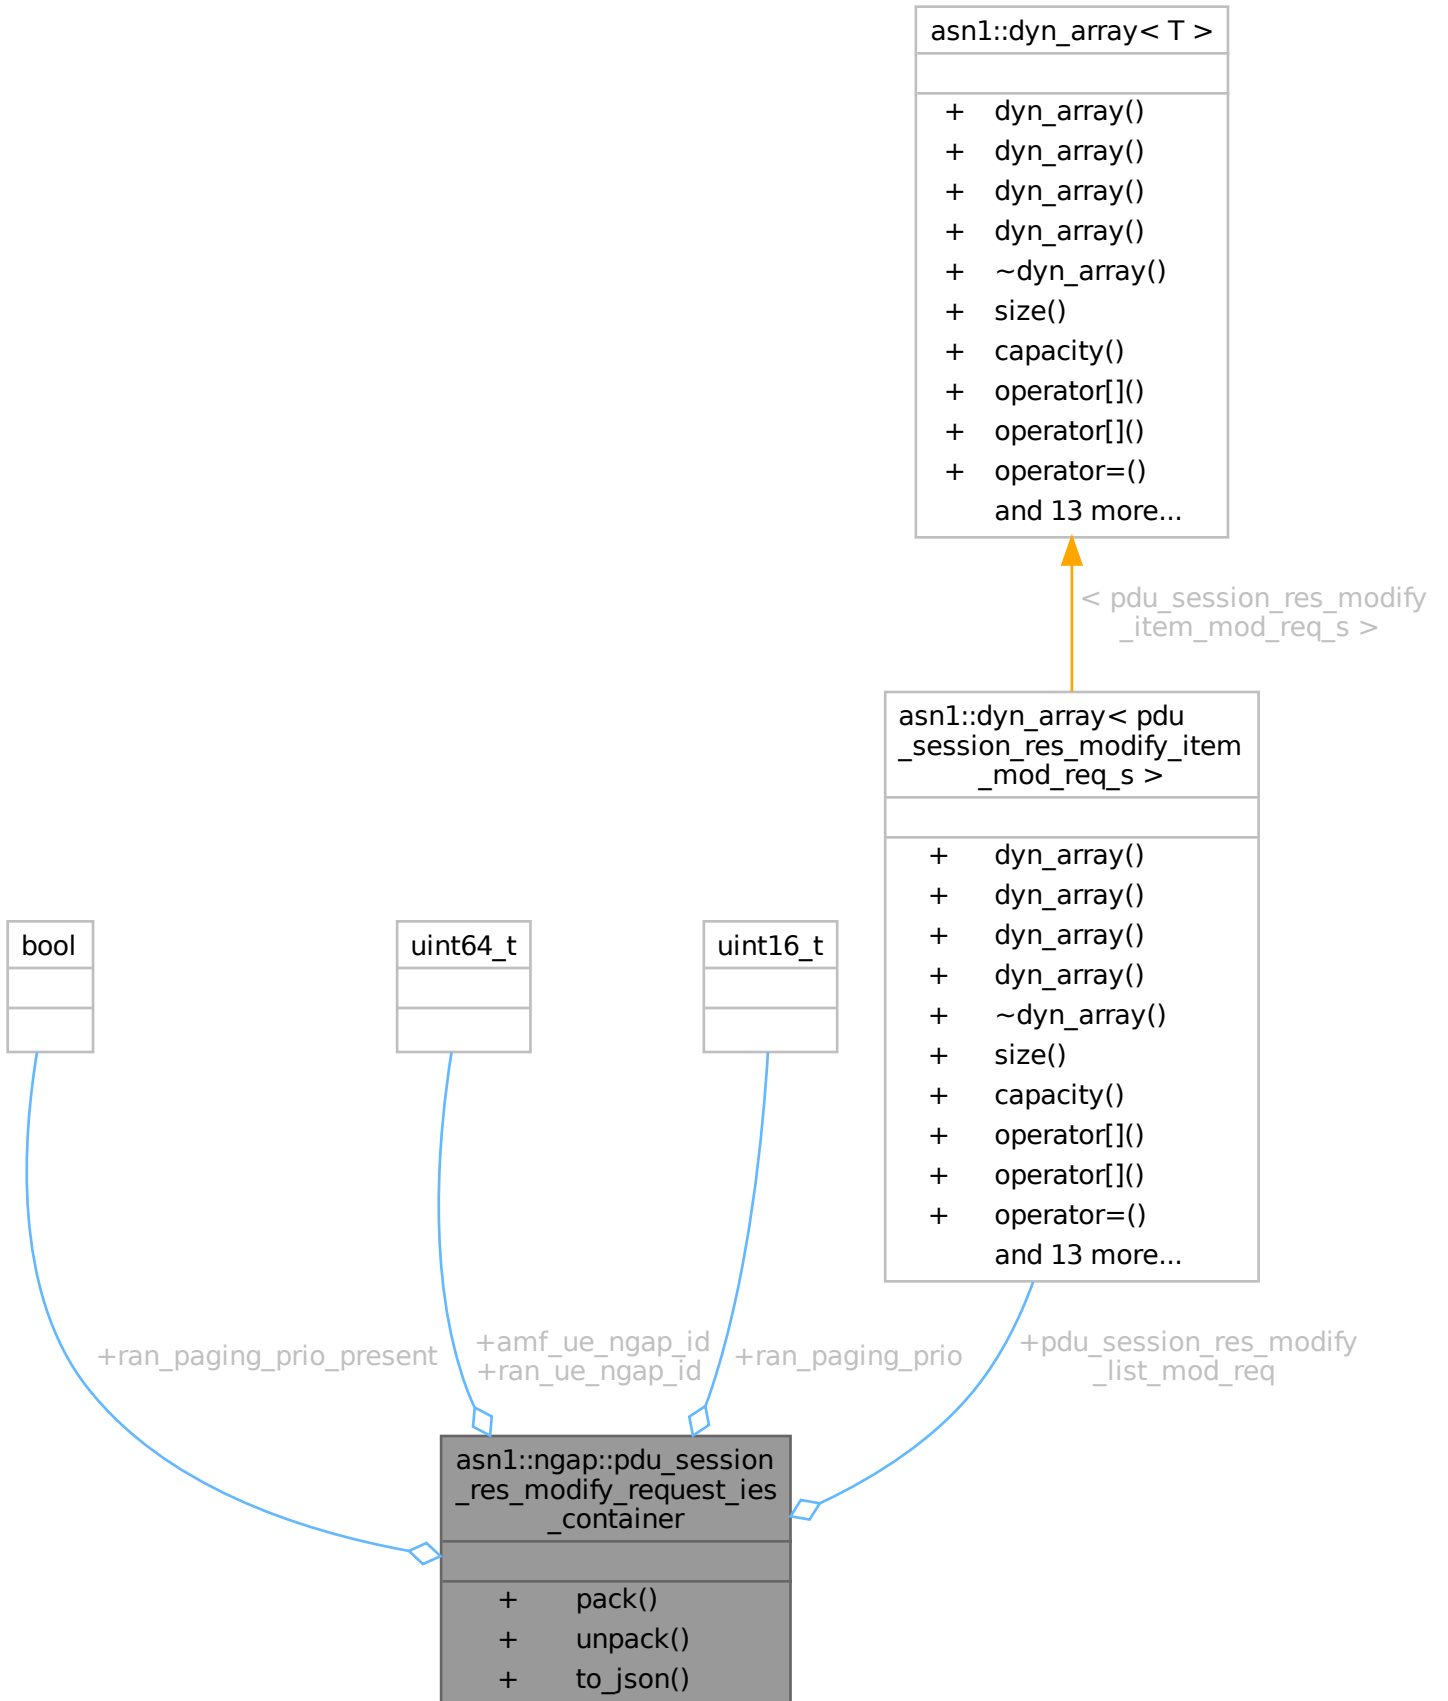 asn1::dyn_array< T >
+ dyn_array()
+ dyn_array()
+ dyn_array()
+ dyn_array()
+ ~dyn_array()
+ size()
+ capacity()
+ operator[]()
+ operator[]()
+ operator=()
and 13 more...
< pdu_session_res_modify
_item_mod_req_s >
asn1::dyn_array< pdu
_session_res_modify_item
_mod_req_s >
+ dyn_array()
+ dyn_array()
+ dyn_array()
+ dyn_array()
+ ~dyn_array()
+ size()
+ capacity()
+ operator[]()
+ operator[]()
+ operator=()
and 13 more...
bool
uint64_t
uint16_t
+ran_paging_prio_present
+amf_ue_ngap_id
+ran_ue_ngap_id
+ran_paging_prio
+pdu_session_res_modify
_list_mod_req
asn1::ngap::pdu_session
_res_modify_request_ies
_container
+ pack()
+ unpack()
+ to_json()